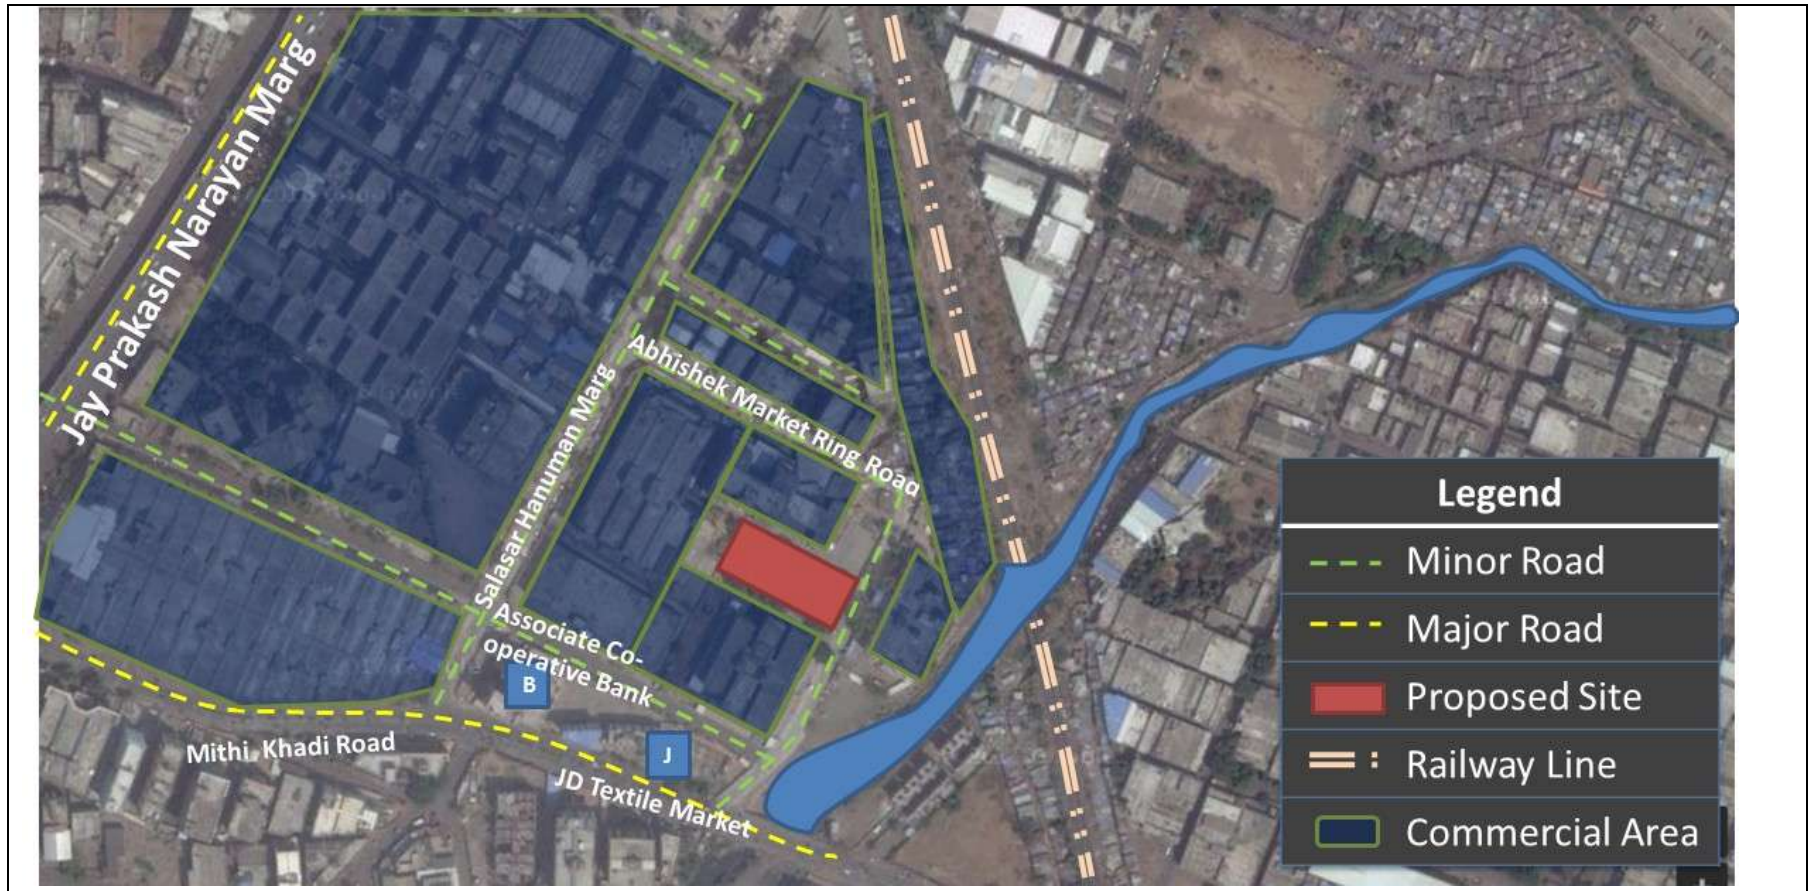 Jay Prakash Narayan Marg
Abhishek Market Ring Road
Salasar Hanuman Marg
Associate Co-
operative Bank
B
J
Mithi Khadi Road
JD Textile Market
Legend
Minor Road
Major Road
Proposed Site
Railway Line
Commercial Area